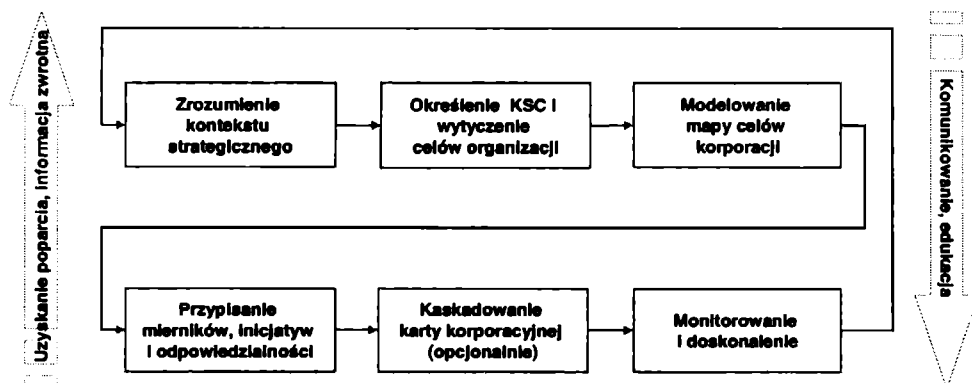 Uzyskanie poparcia, informacja zwrotna
Zrozumienie
kontekstu
strategicznego
Określenie KSC i
wytyczenie
celów organizacji
Modelowanie
mapy celów
korporacji
Przypisanie
mierników, inicjatyw
i odpowiedzialności
Kaskadowanie
karty korporacyjnej
(opcjonalnie)
Monitorowanie
i doskonalenie
Komunikowanie, edukacja